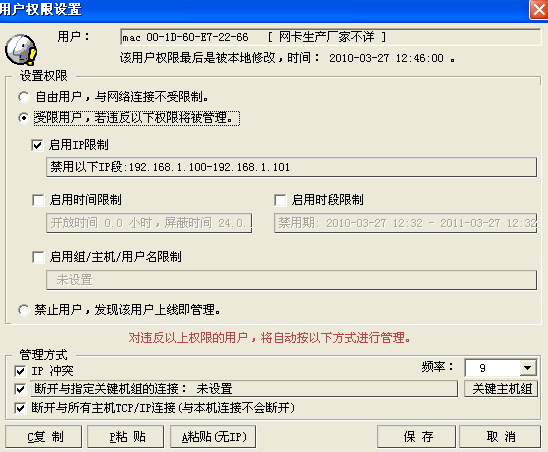 用户权限设置
用户： mac 00-1D-60-E7-22-66 [ 网卡生产厂家不详 ]
该用户权限最后是被本地修改，时间： 2010-03-27 12:46:00 。
设置权限
自由用户，与网络连接不受限制。
受限用户，若违反以下权限将被管理。
启用IP限制
禁用以下IP段:192.168.1.100-192.168.1.101
启用时间限制 启用时段限制
开放时间 0.0 小时，屏蔽时间 24.0. 禁用期: 2010-03-27 12:32 - 2011-03-27 12:32
启用组/主机/用户名限制
未设置
禁止用户，发现该用户上线即管理。
对违反以上权限的用户，将自动按以下方式进行管理。
管理方式
IP 冲突 频率： 9
断开与指定关键机组的连接： 未设置 关键主机组
断开与所有主机TCP/IP连接(与本机连接不会断开)
C复 制 P粘 贴 A粘贴(无IP) 保 存 取 消